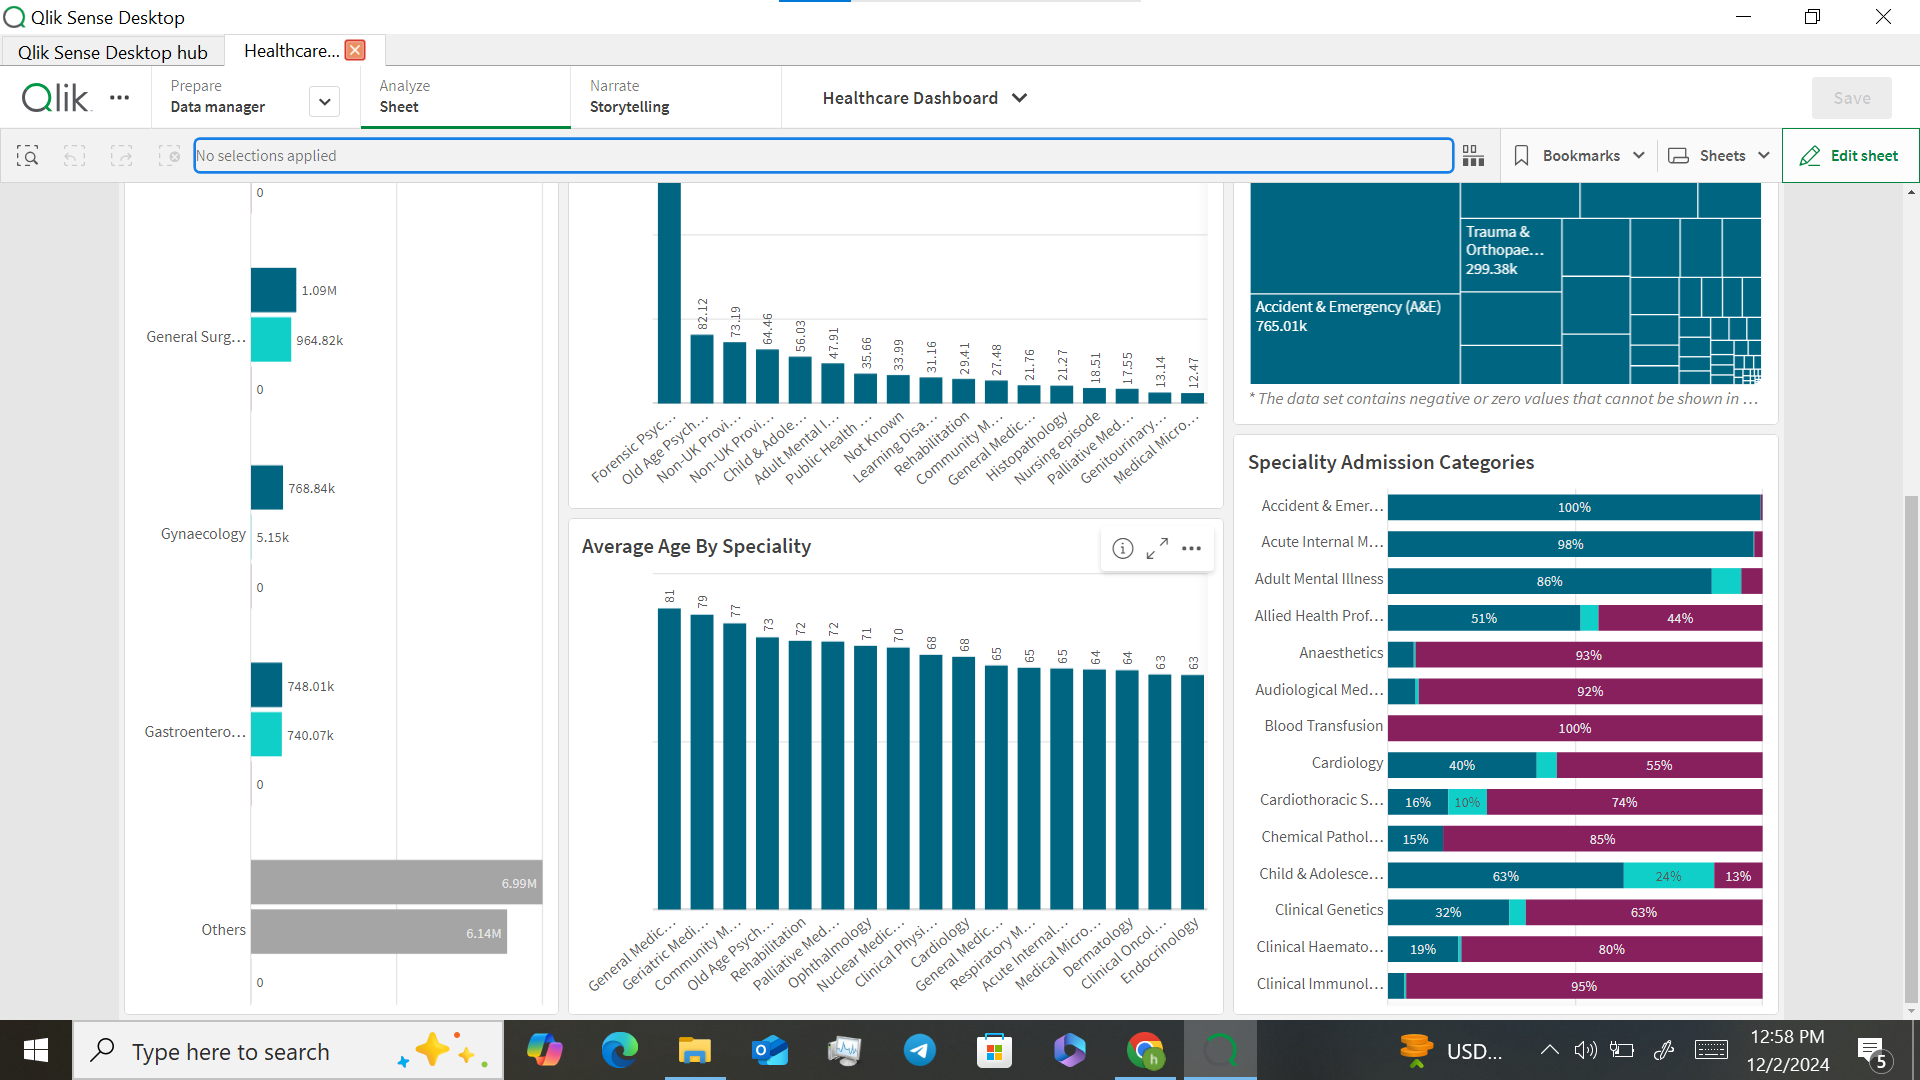 Qlik Sense Desktop
Qlik Sense Desktop hub
Healthcare...
Qlik
Prepare
Data manager
Analyze
Sheet
Narrate
Storytelling
Healthcare Dashboard
Save
No selections applied
Bookmarks
Sheets
Edit sheet
0
General Surg…
1.09M
964.82k
0
Gynaecology
768.84k
5.15k
0
Gastroentero…
748.01k
740.07k
0
Others
6.99M
6.14M
0
82.12
73.19
64.46
56.03
47.91
35.66
33.99
31.16
29.41
27.48
21.76
21.27
18.51
17.55
13.14
12.47
Forensic Psyc…
Old Age Psych…
Non-UK Provi…
Non-UK Provi…
Child & Adole…
Adult Mental I…
Public Health …
Not Known
Learning Disa…
Rehabilitation
Community M…
General Medic…
Histopathology
Nursing episode
Palliative Med…
Genitourinary…
Medical Micro…
Average Age By Speciality
81
79
77
73
72
72
71
70
68
68
65
65
65
64
64
63
63
General Medic…
Geriatric Medi…
Community M…
Old Age Psych…
Rehabilitation
Palliative Med…
Ophthalmology
Nuclear Medic…
Clinical Physi…
Cardiology
General Medic…
Respiratory M…
Acute Internal…
Medical Micro…
Dermatology
Clinical Oncol…
Endocrinology
Trauma &
Orthopae…
299.38k
Accident & Emergency (A&E)
765.01k
* The data set contains negative or zero values that cannot be shown in …
Speciality Admission Categories
Accident & Emer…
100%
Acute Internal M…
98%
Adult Mental Illness
86%
Allied Health Prof…
51%
44%
Anaesthetics
93%
Audiological Med…
92%
Blood Transfusion
100%
Cardiology
40%
55%
Cardiothoracic S…
16%
10%
74%
Chemical Pathol…
15%
85%
Child & Adolesce…
63%
24%
13%
Clinical Genetics
32%
63%
Clinical Haemato…
19%
80%
Clinical Immunol…
95%
Type here to search
h
USD...
12:58 PM
12/2/2024
5